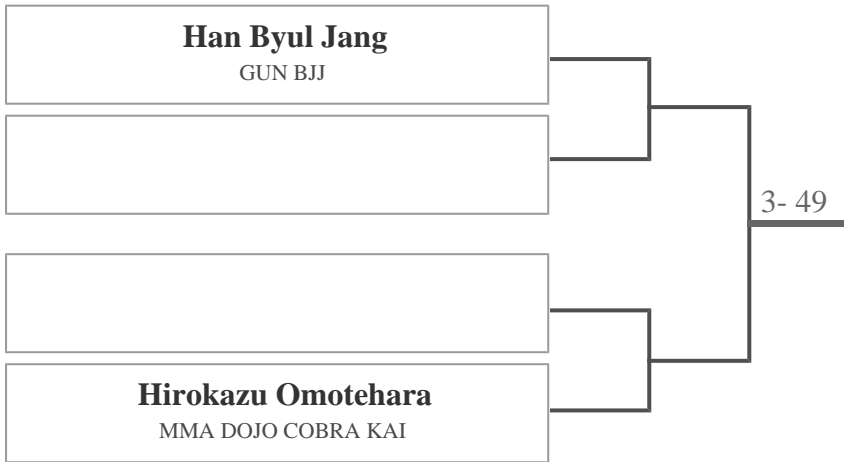 Han Byul Jang
GUN BJJ
3- 49
Hirokazu Omotehara
MMA DOJO COBRA KAI